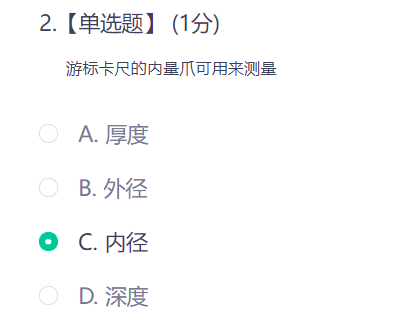 2.【单选题】 (1分)
游标卡尺的内量爪可用来测量
A. 厚度
B. 外径
C. 内径
D. 深度